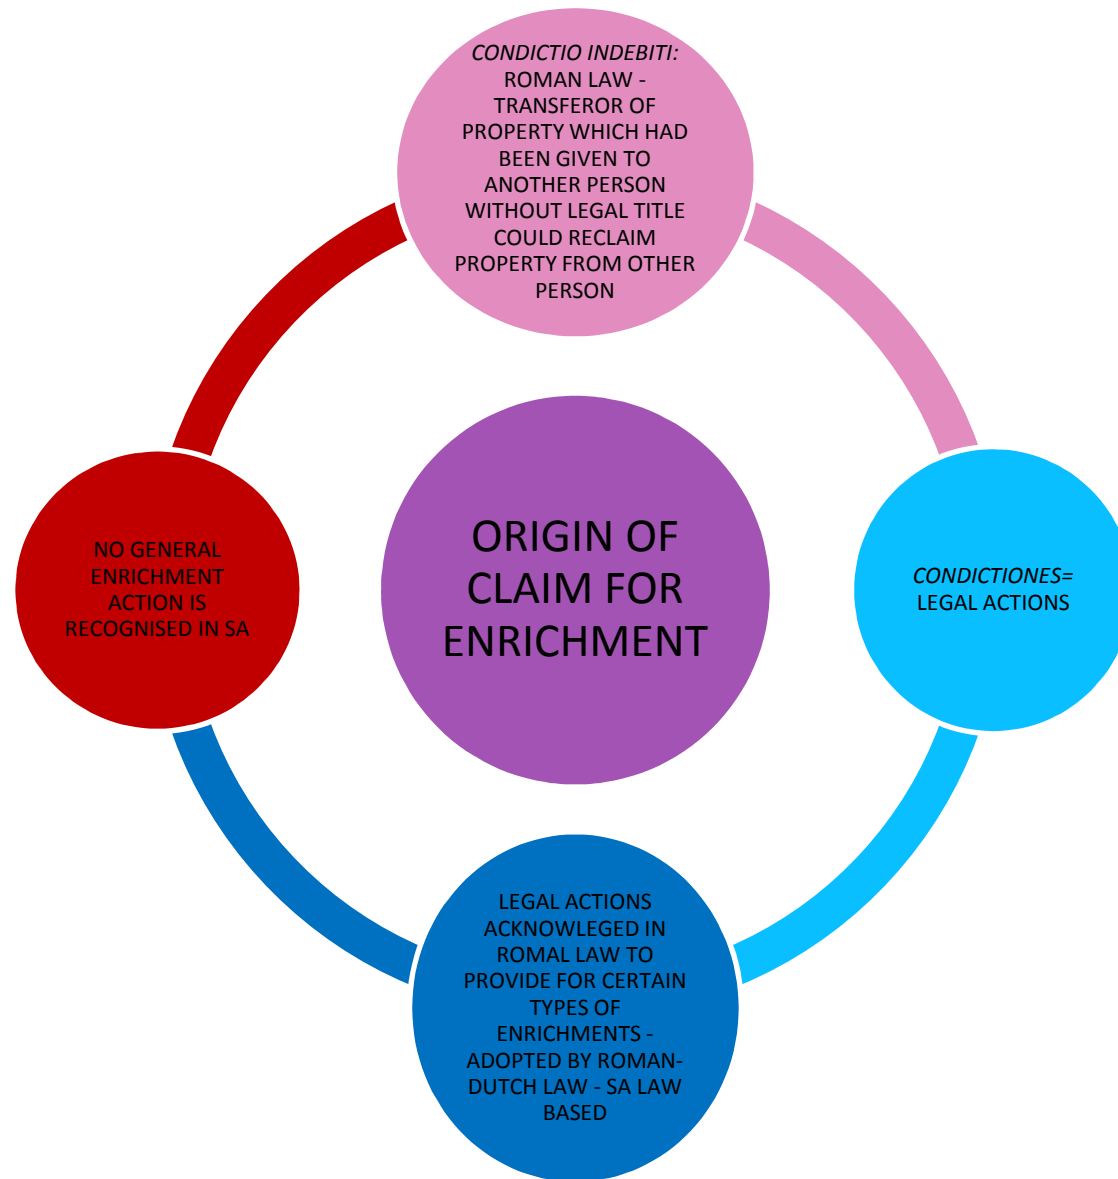 CONDICTIO INDEBITI:
ROMAN LAW -
TRANSFEROR OF
PROPERTY WHICH HAD
BEEN GIVEN TO
ANOTHER PERSON
WITHOUT LEGAL TITLE
COULD RECLAIM
PROPERTY FROM OTHER
PERSON
ORIGIN OF
CLAIM FOR
ENRICHMENT
CONDICTIONES=
LEGAL ACTIONS
LEGAL ACTIONS
ACKNOWLEGED IN
ROMAL LAW TO
PROVIDE FOR CERTAIN
TYPES OF
ENRICHMENTS -
ADOPTED BY ROMAN-
DUTCH LAW - SA LAW
BASED
NO GENERAL
ENRICHMENT
ACTION IS
RECOGNISED IN SA